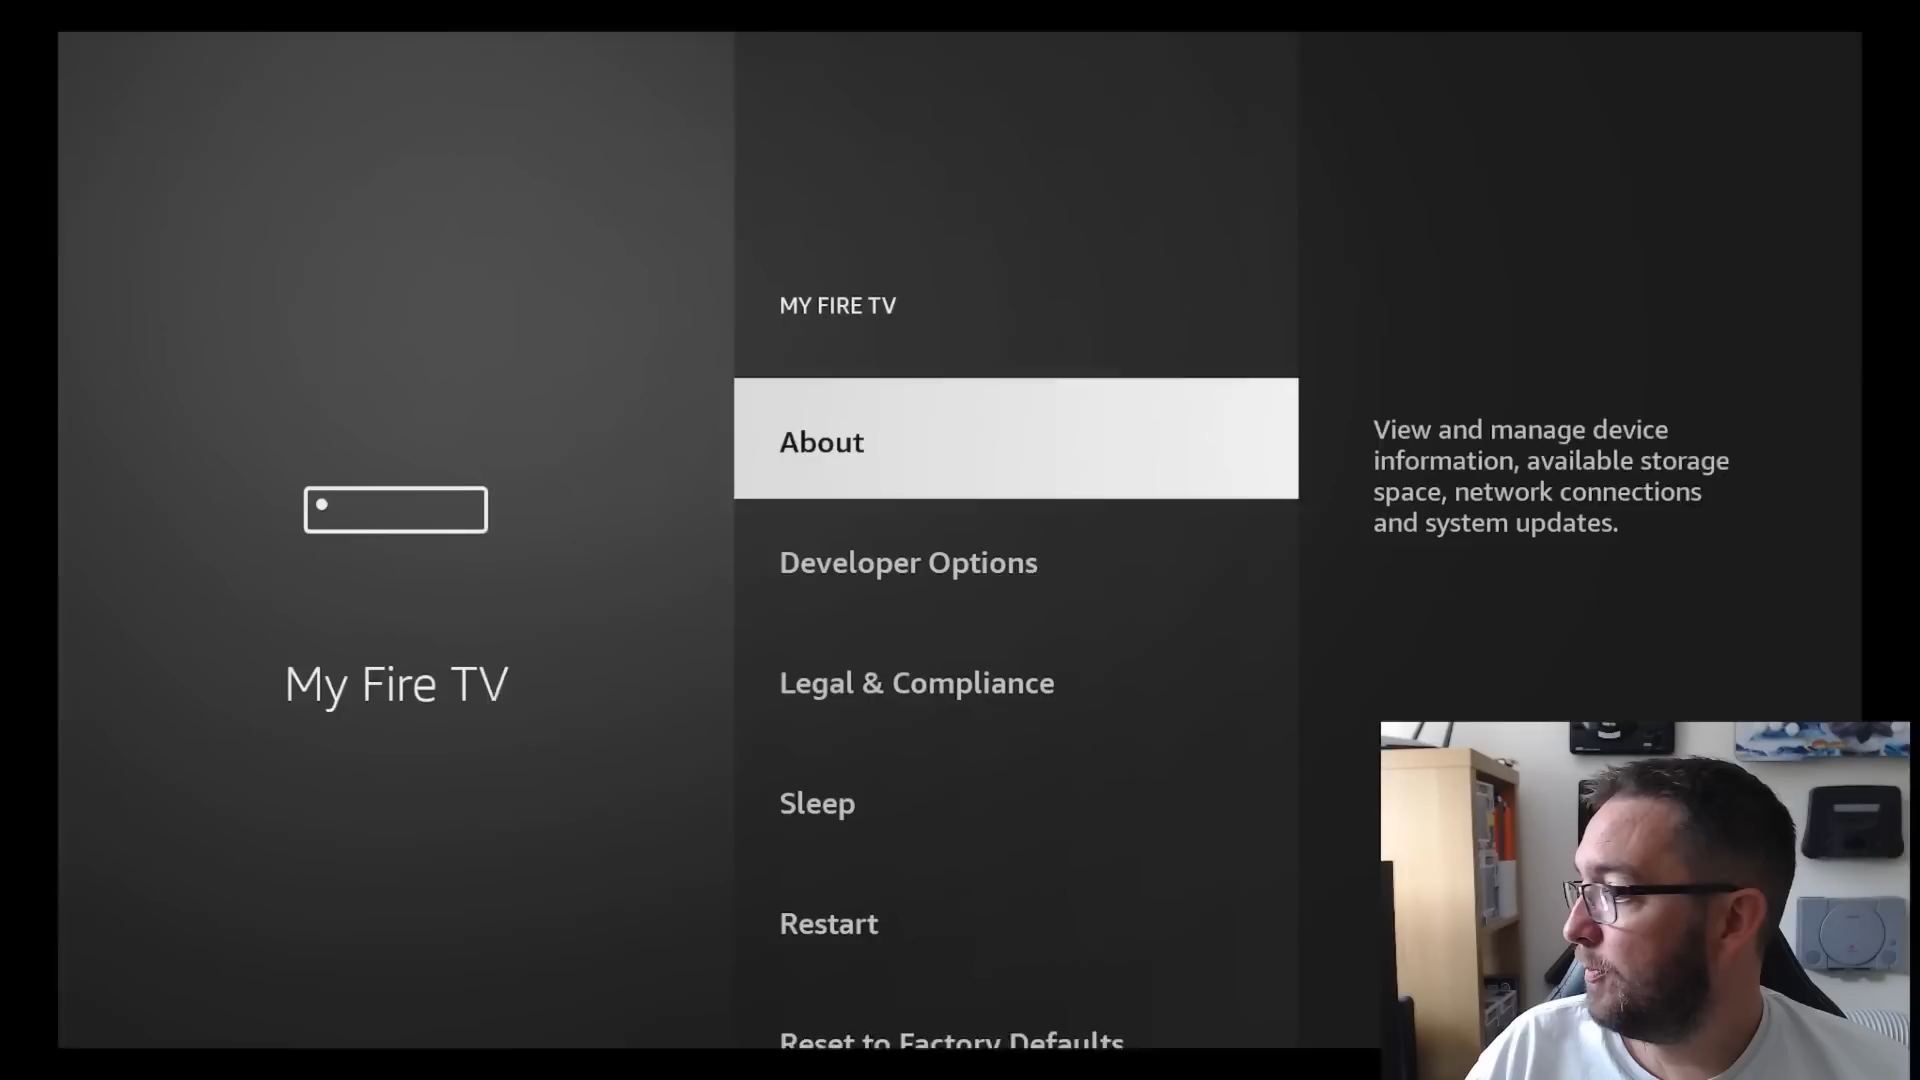 My Fire TV
MY FIRE TV
About
Developer Options
Legal & Compliance
Sleep
Restart
Reset to Factory Defaults
View and manage device
information, available storage
space, network connections
and system updates.